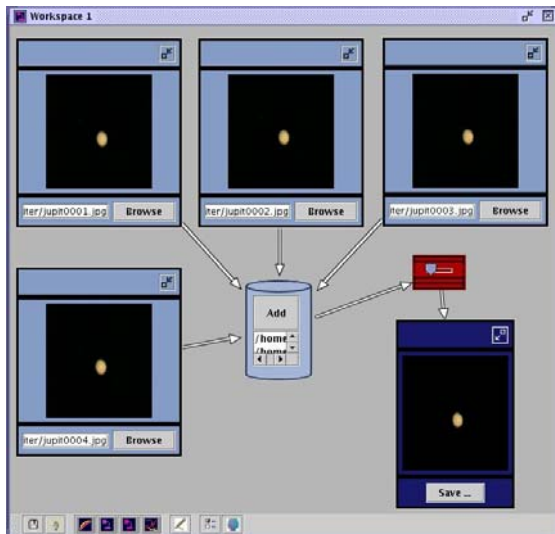 Workspace 1
iter/jupit0001.jpg Browse
iter/jupit0002.jpg Browse
iter/jupit0003.jpg Browse
Add
/home
/home
iter/jupit0004.jpg Browse
Save ...